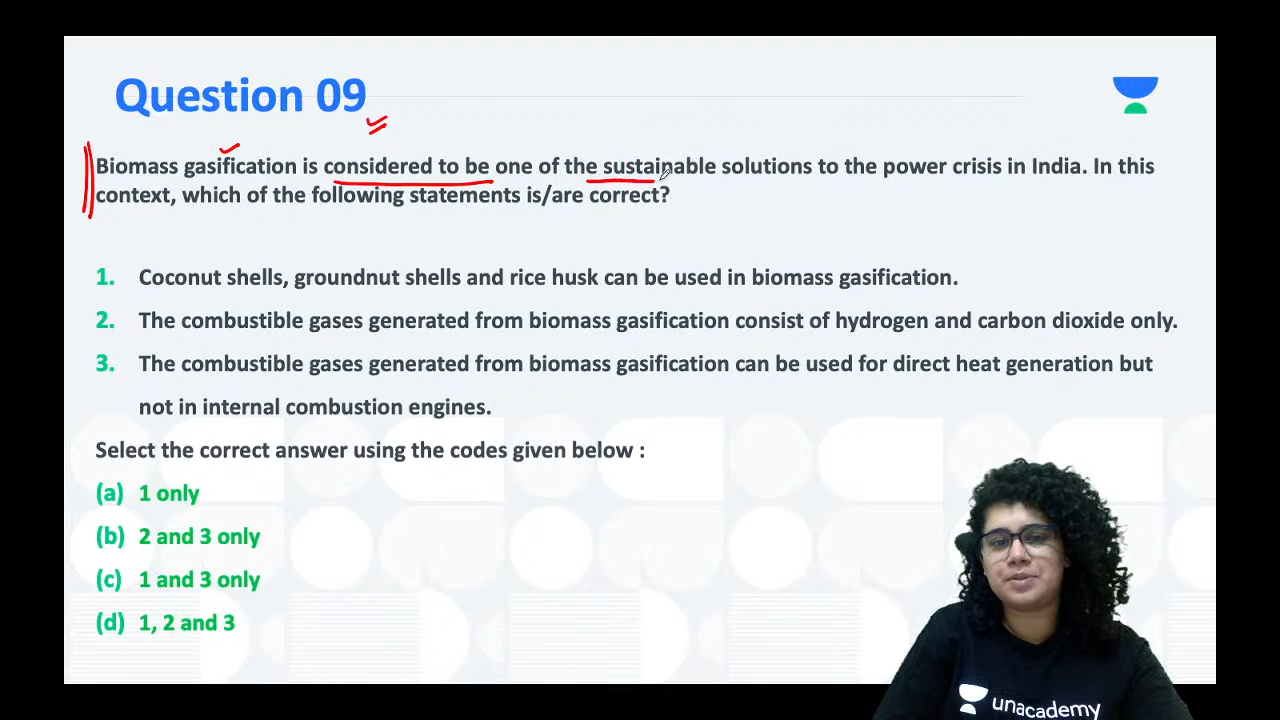 Question 09
Biomass gasification is considered to be one of the sustainable solutions to the power crisis in India. In this
context, which of the following statements is/are correct?
1. Coconut shells, groundnut shells and rice husk can be used in biomass gasification.
2. The combustible gases generated from biomass gasification consist of hydrogen and carbon dioxide only.
3. The combustible gases generated from biomass gasification can be used for direct heat generation but
not in internal combustion engines.
Select the correct answer using the codes given below :
(a) 1 only
(b) 2 and 3 only
(c) 1 and 3 only
(d) 1, 2 and 3
unacademy